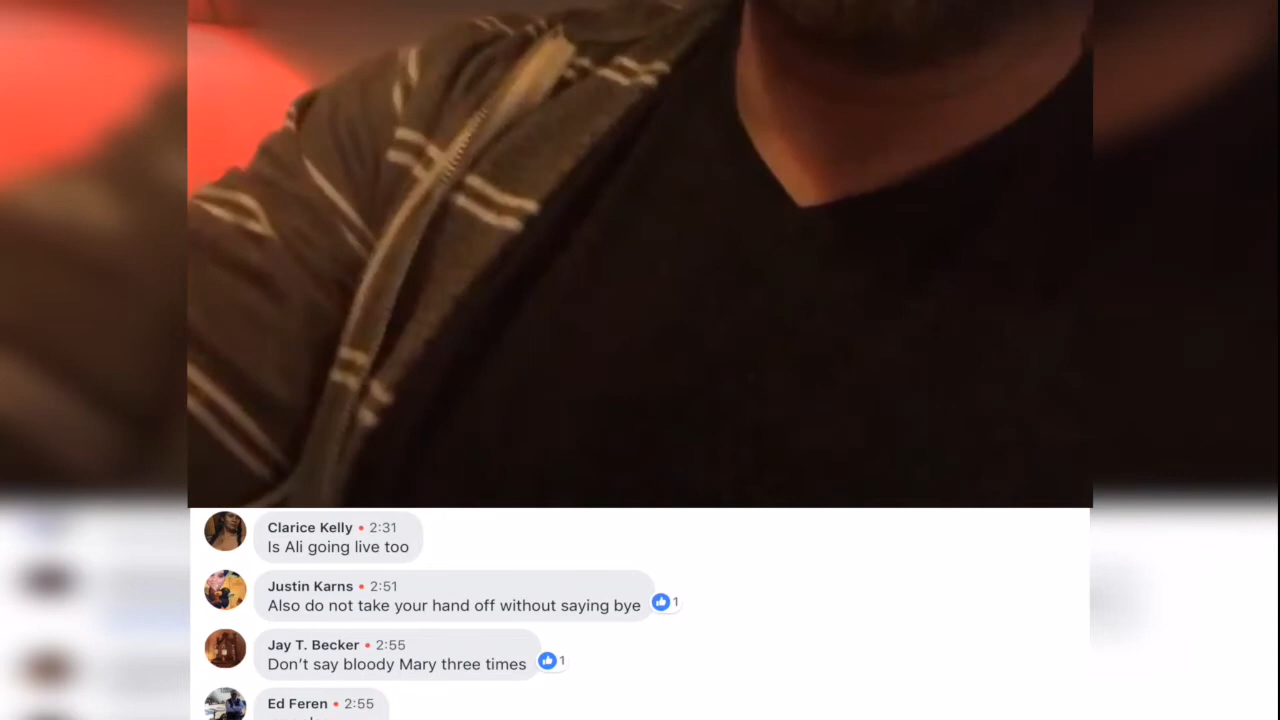 Clarice Kelly • 2:31
Is Ali going live too
Justin Karns • 2:51
Also do not take your hand off without saying bye
1
Jay T. Becker • 2:55
Don’t say bloody Mary three times
1
Ed Feren • 2:55